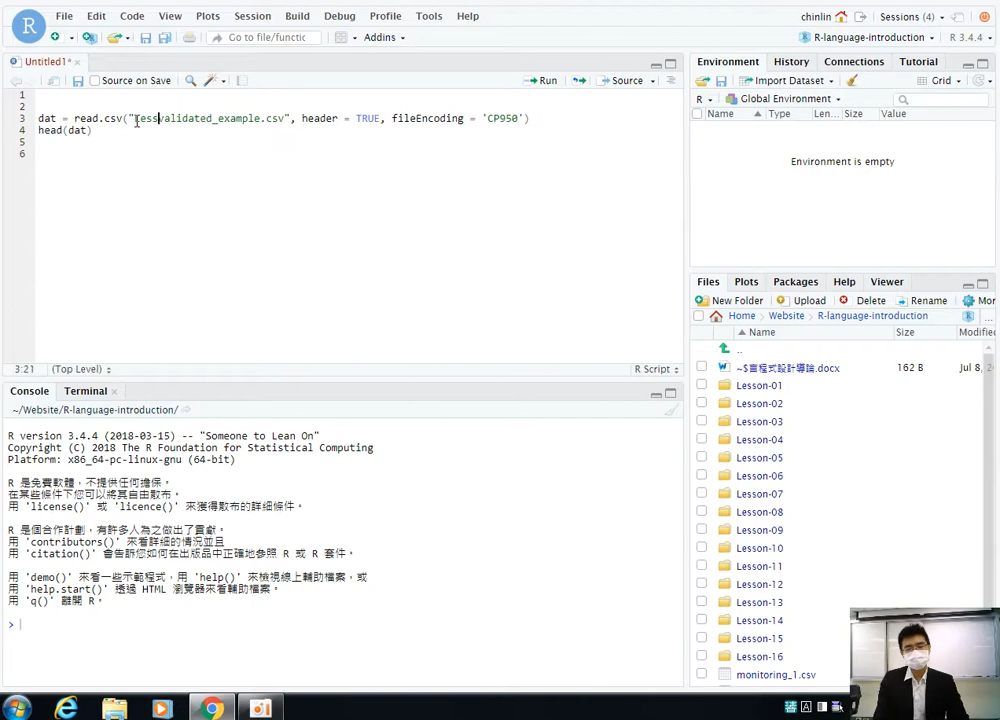 File Edit Code View Plots Session Build Debug Profile Tools Help
chinlin Sessions (4)
R
Go to file/functic Addins
R-language-introduction R 3.4.4
Untitled1*
Source on Save
Run Source
1
2
3 dat = read.csv("Lessvalidated_example.csv", header = TRUE, fileEncoding = 'CP950')
4 head(dat)
5
6
3:21 (Top Level) R Script
Console Terminal
~/Website/R-language-introduction/
R version 3.4.4 (2018-03-15) -- "Someone to Lean On"
Copyright (C) 2018 The R Foundation for Statistical Computing
Platform: x86_64-pc-linux-gnu (64-bit)
R 是免費軟體，不提供任何擔保。
在某些條件下您可以將其自由散布。
用 'license()' 或 'licence()' 來獲得散布的詳細條件。
R 是個合作計劃，有許多人為之做出了貢獻。
用 'contributors()' 來看詳細的情況並且
用 'citation()' 會告訴您如何在出版品中正確地參照 R 或 R 套件。
用 'demo()' 來看一些示範程式，用 'help()' 來檢視線上輔助檔案，或
用 'help.start()' 透過 HTML 瀏覽器來看輔助檔案。
用 'q()' 離開 R。
>
Environment History Connections Tutorial
Import Dataset Grid
R Global Environment
Name Type Len... Size Value
Environment is empty
Files Plots Packages Help Viewer
New Folder Upload Delete Rename Mor
Home Website R-language-introduction ...
Name Size Modifie
..
~$言程式設計導論.docx 162 B Jul 8,
Lesson-01
Lesson-02
Lesson-03
Lesson-04
Lesson-05
Lesson-06
Lesson-07
Lesson-08
Lesson-09
Lesson-10
Lesson-11
Lesson-12
Lesson-13
Lesson-14
Lesson-15
Lesson-16
monitoring_1.csv